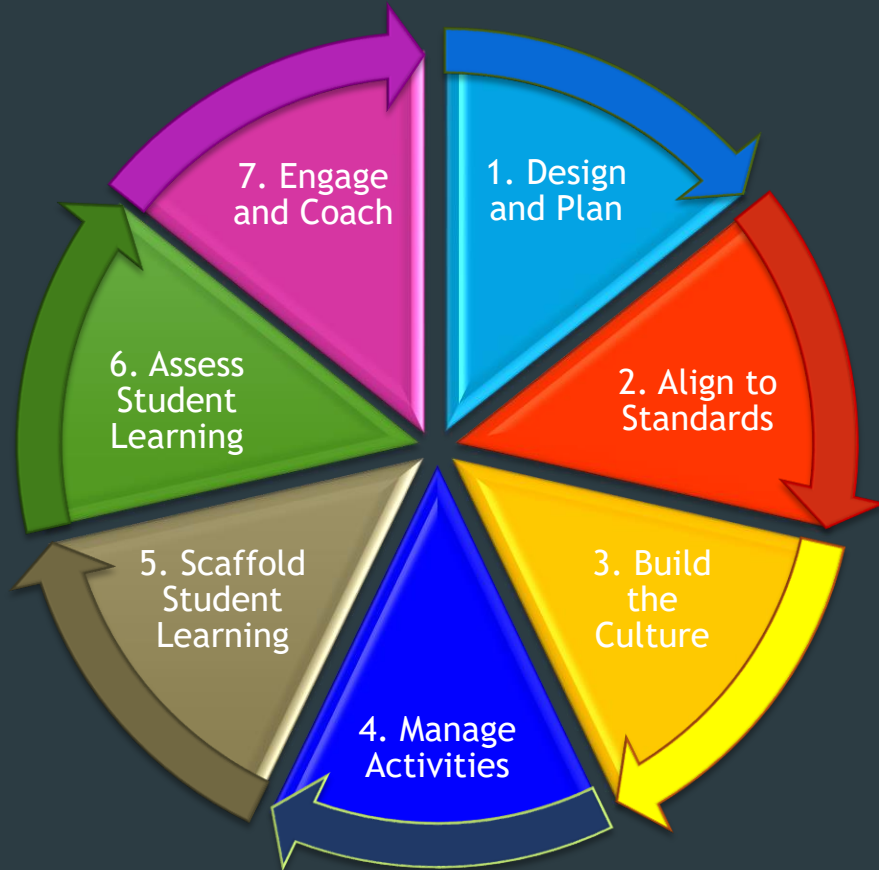 1. Design
and Plan
2. Align to
Standards
3. Build
the
Culture
4. Manage
Activities
5. Scaffold
Student
Learning
6. Assess
Student
Learning
7. Engage
and Coach